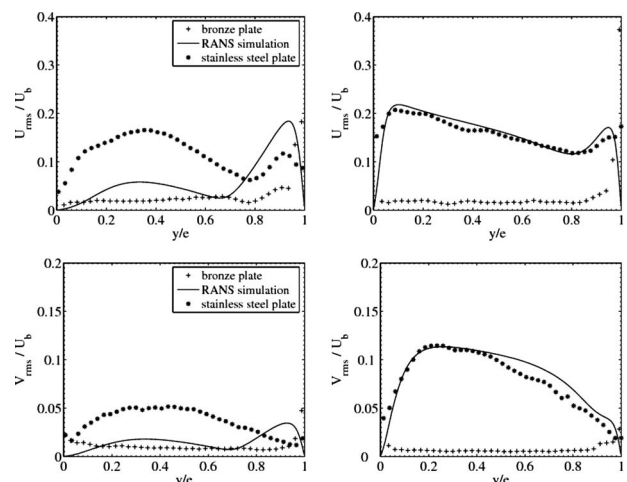 0.4
0.3
0.2
0.1
0
U_rms / U_b
0 0.2 0.4 0.6 0.8 1
y/e
bronze plate
RANS simulation
stainless steel plate
0.4
0.3
0.2
0.1
0
U_rms / U_b
0 0.2 0.4 0.6 0.8 1
y/e
0.2
0.15
0.1
0.05
0
V_rms / U_b
0 0.2 0.4 0.6 0.8 1
y/e
bronze plate
RANS simulation
stainless steel plate
0.2
0.15
0.1
0.05
0
V_rms / U_b
0 0.2 0.4 0.6 0.8 1
y/e